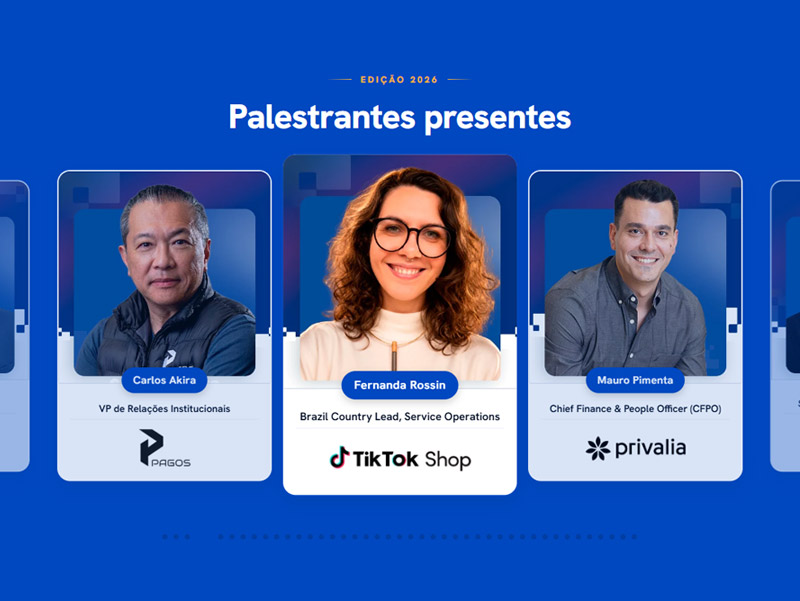 EDIÇÃO 2026
Palestrantes presentes
Carlos Akira
VP de Relações Institucionais
PAGOS
Fernanda Rossin
Brazil Country Lead, Service Operations
TikTok Shop
Mauro Pimenta
Chief Finance & People Officer (CFPO)
privalia